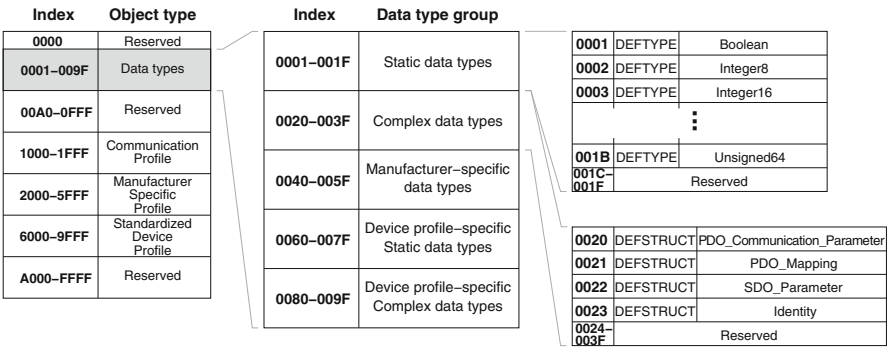 Index Object type
0000 Reserved
0001–009F Data types
00A0–0FFF Reserved
1000–1FFF Communication
Profile
2000–5FFF Manufacturer
Specific
Profile
6000–9FFF Standardized
Device
Profile
A000–FFFF Reserved
Index Data type group
0001–001F Static data types
0020–003F Complex data types
0040–005F Manufacturer–specific
data types
0060–007F Device profile–specific
Static data types
0080–009F Device profile–specific
Complex data types
0001 DEFTYPE Boolean
0002 DEFTYPE Integer8
0003 DEFTYPE Integer16
⋮
001B DEFTYPE Unsigned64
001C–
001F Reserved
0020 DEFSTRUCT PDO_Communication_Parameter
0021 DEFSTRUCT PDO_Mapping
0022 DEFSTRUCT SDO_Parameter
0023 DEFSTRUCT Identity
0024–
003F Reserved